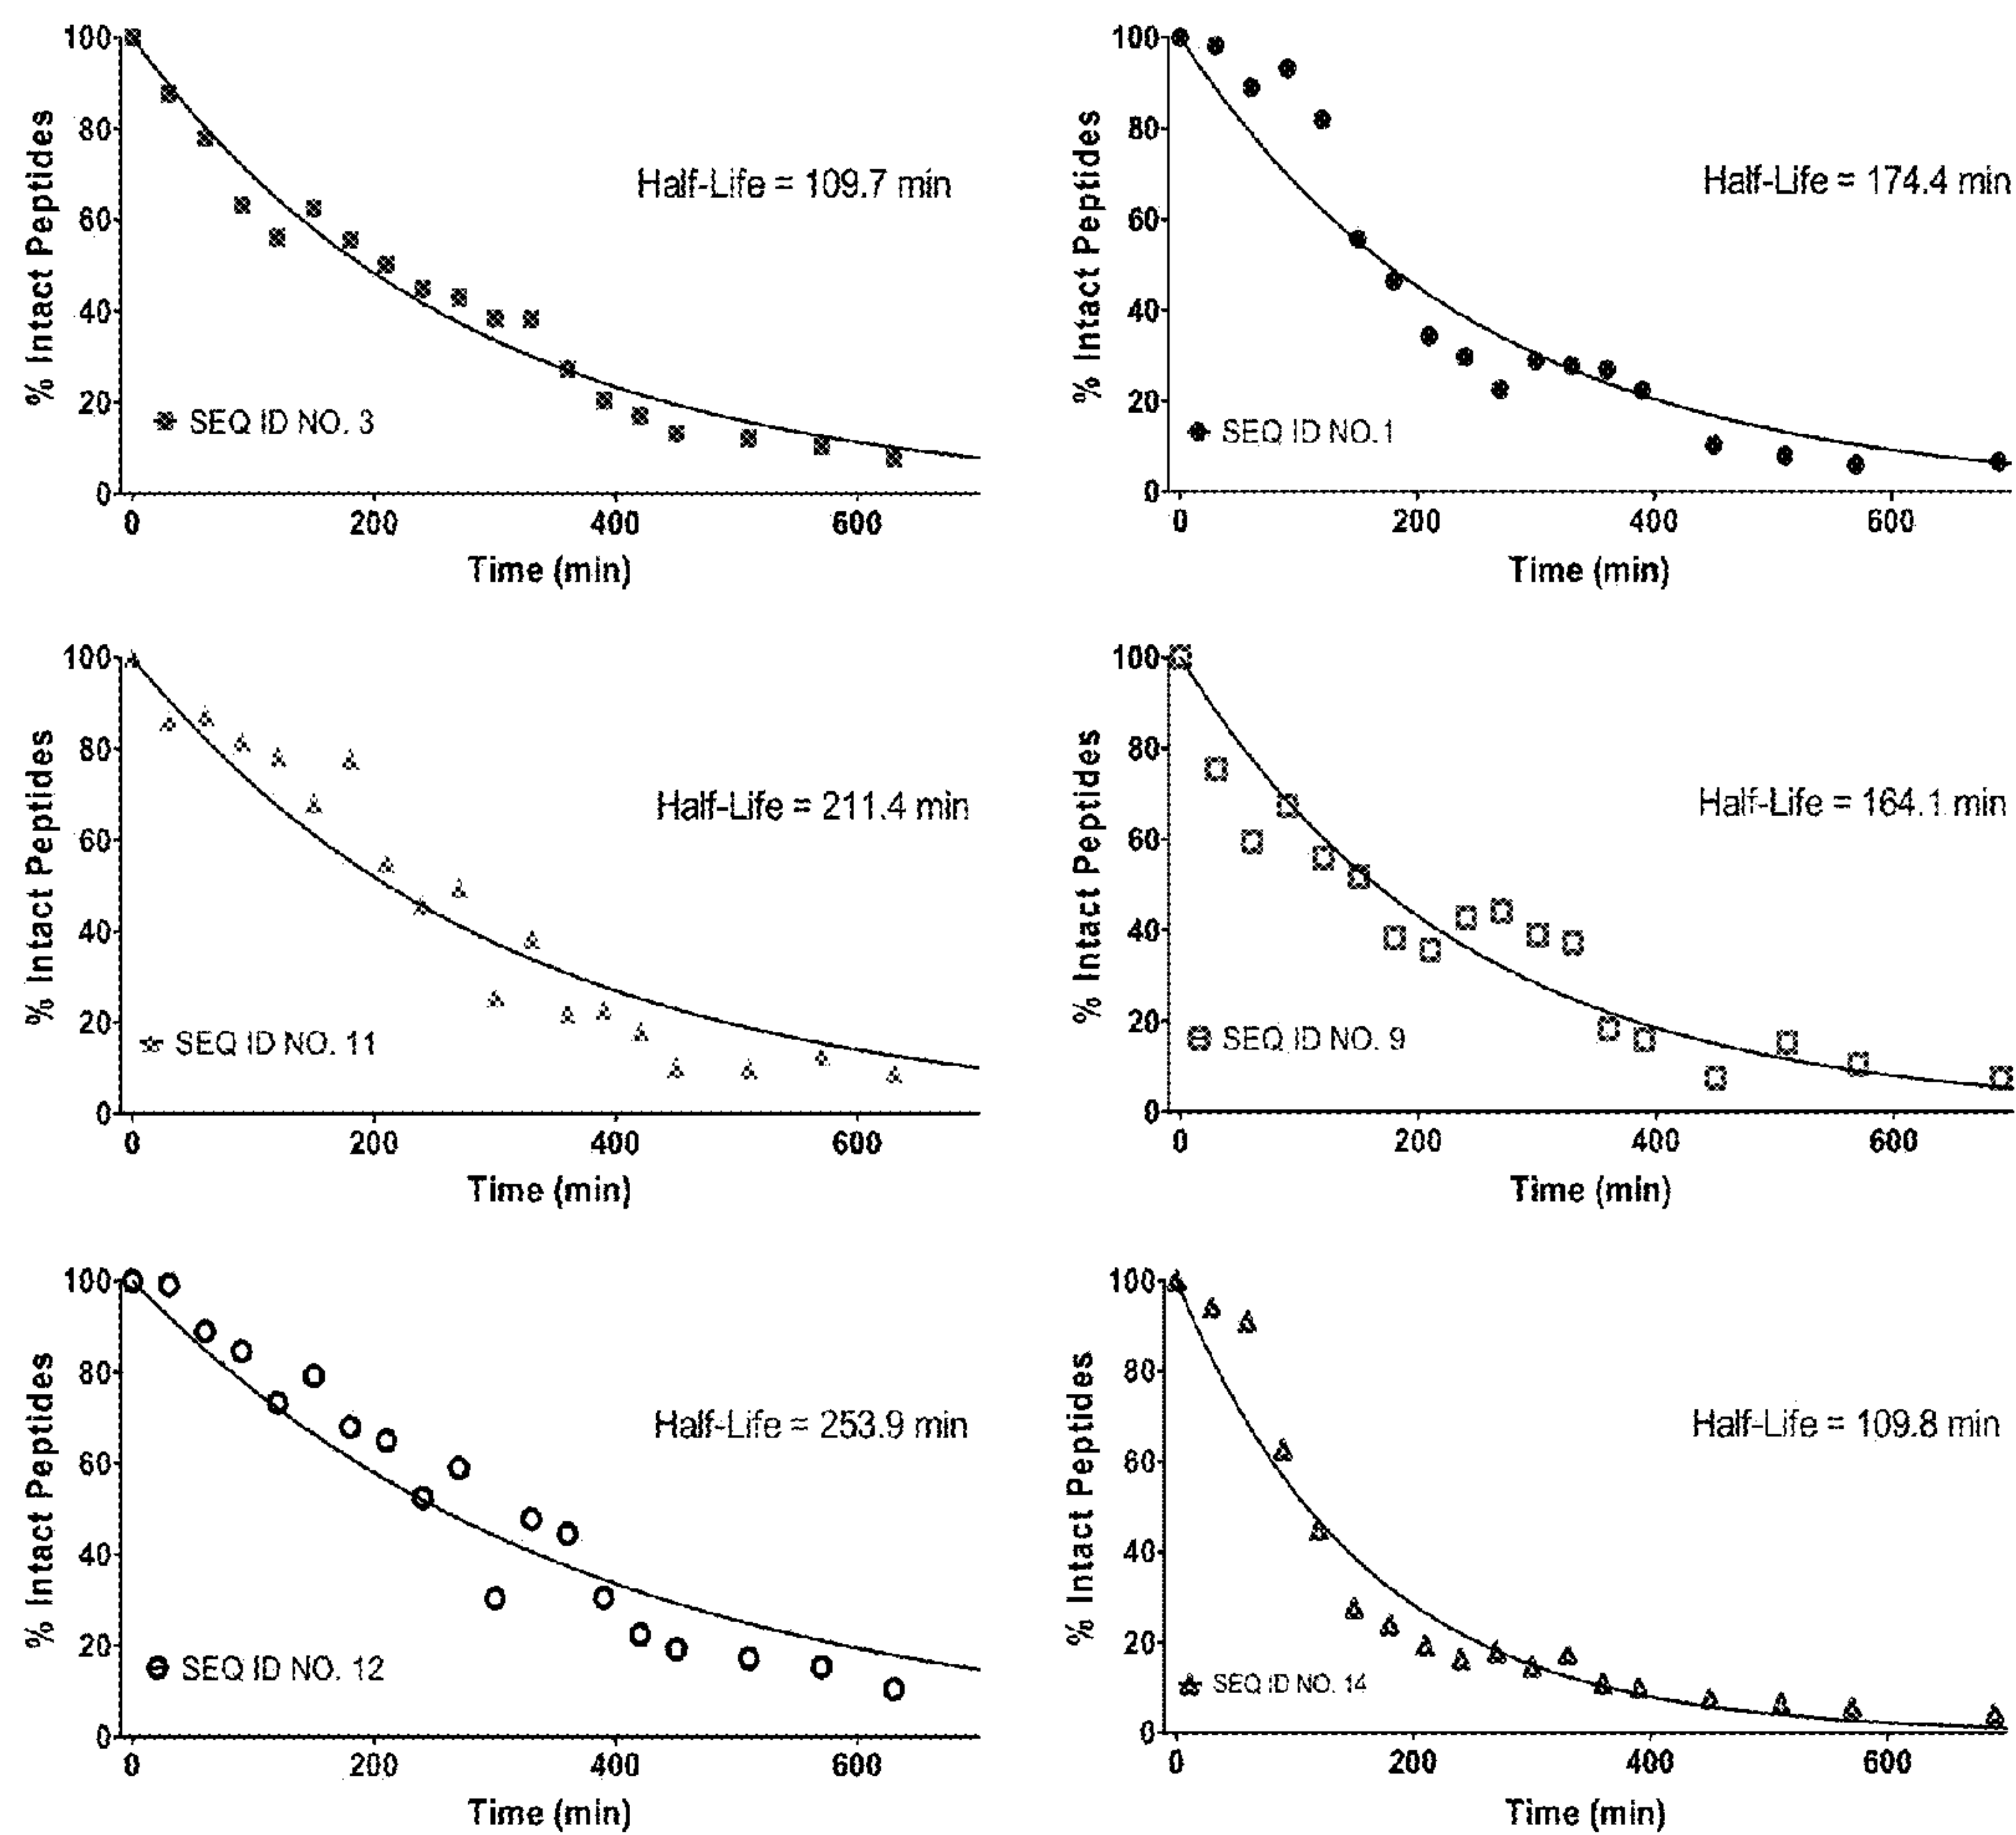 100
80
60
40
20
0
% Intact Peptides
Half-Life = 109.7 min
SEQ ID NO. 3
0 200 400 600
Time (min)
100
80
60
40
20
0
% Intact Peptides
Half-Life = 174.4 min
SEQ ID NO. 1
0 200 400 600
Time (min)
100
80
60
40
20
0
% Intact Peptides
Half-Life = 211.4 min
SEQ ID NO. 11
0 200 400 600
Time (min)
100
80
60
40
20
0
% Intact Peptides
Half-Life = 164.1 min
SEQ ID NO. 9
0 200 400 600
Time (min)
100
80
60
40
20
0
% Intact Peptides
Half-Life = 253.9 min
SEQ ID NO. 12
0 200 400 600
Time (min)
100
80
60
40
20
0
% Intact Peptides
Half-Life = 109.8 min
SEQ ID NO. 14
0 200 400 600
Time (min)